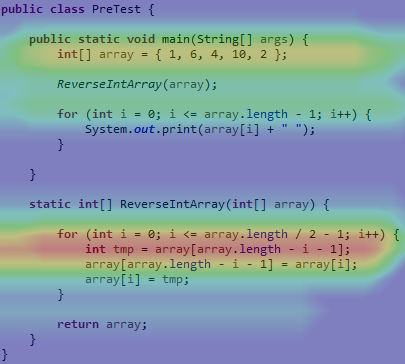 public class PreTest {
public static void main(String[] args) {
int[] array = { 1, 6, 4, 10, 2 };
ReverseIntArray(array);
for (int i = 0; i <= array.length - 1; i++) {
System.out.print(array[i] + " ");
}
}
static int[] ReverseIntArray(int[] array) {
for (int i = 0; i <= array.length / 2 - 1; i++) {
int tmp = array[array.length - i - 1];
array[array.length - i - 1] = array[i];
array[i] = tmp;
}
return array;
}
}